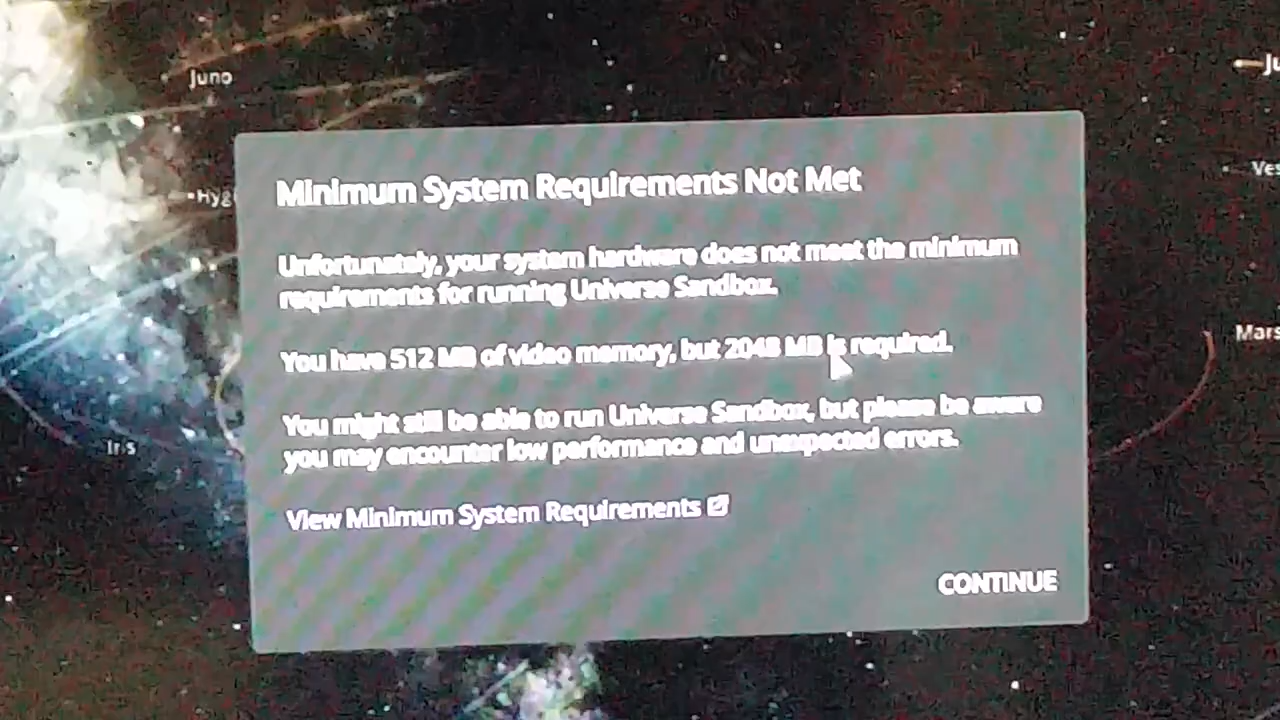 Juno
Ju
Hyg
Ves
Minimum System Requirements Not Met
Unfortunately, your system hardware does not meet the minimum
requirements for running Universe Sandbox.
You have 512 MB of video memory, but 2048 MB is required.
Mars
You might still be able to run Universe Sandbox, but please be aware
you may encounter low performance and unexpected errors.
Iris
View Minimum System Requirements
CONTINUE